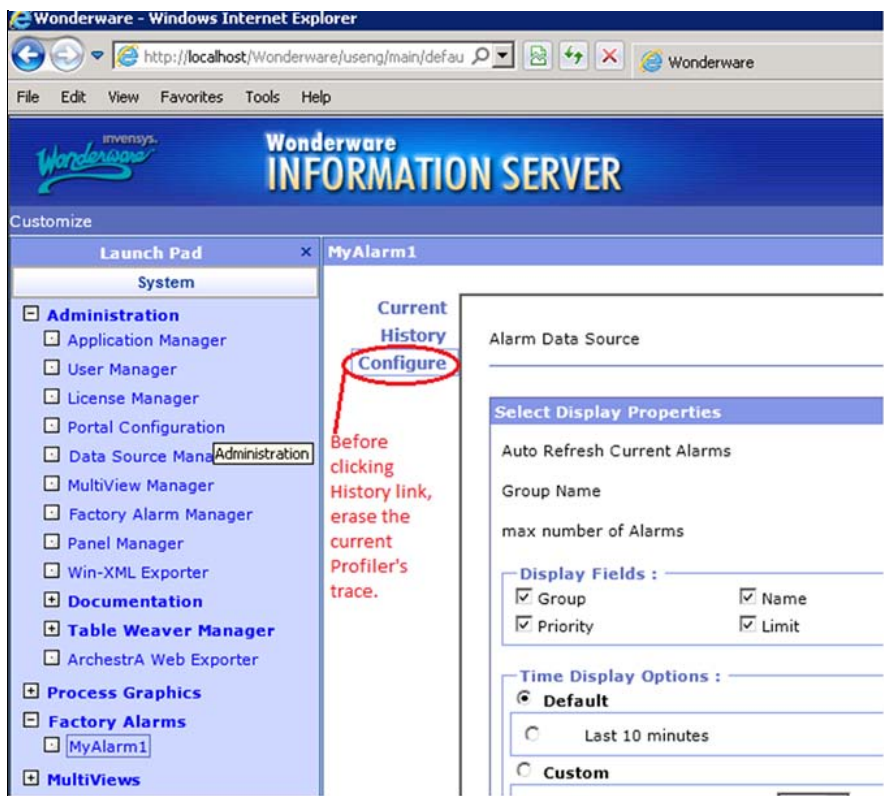 Wonderware - Windows Internet Explorer
http://localhost/Wonderware/useng/main/defau
Wonderware
File Edit View Favorites Tools Help
invensys.
Wonderware
Wonderware
INFORMATION SERVER
Customize
Launch Pad x
System
Administration
Application Manager
User Manager
License Manager
Portal Configuration
Data Source Mana
Administration
MultiView Manager
Factory Alarm Manager
Panel Manager
Win-XML Exporter
Documentation
Table Weaver Manager
ArchestrA Web Exporter
Process Graphics
Factory Alarms
MyAlarm1
MultiViews
MyAlarm1
Current
History
Configure
Before
clicking
History link,
erase the
current
Profiler's
trace.
Alarm Data Source
Select Display Properties
Auto Refresh Current Alarms
Group Name
max number of Alarms
Display Fields :
Group Name
Priority Limit
Time Display Options :
Default
Last 10 minutes
Custom